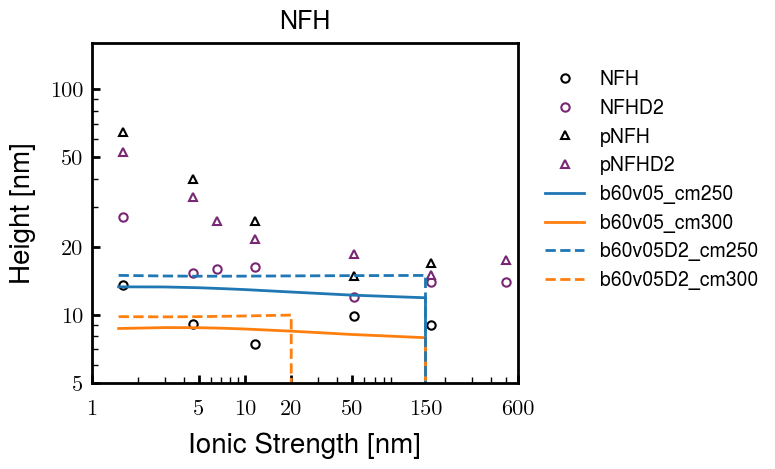 NFH
Height [nm]
100
50
20
10
5
1
5
10
20
50
150
600
Ionic Strength [nm]
NFH
NFHD2
pNFH
pNFHD2
b60v05_cm250
b60v05_cm300
b60v05D2_cm250
b60v05D2_cm300